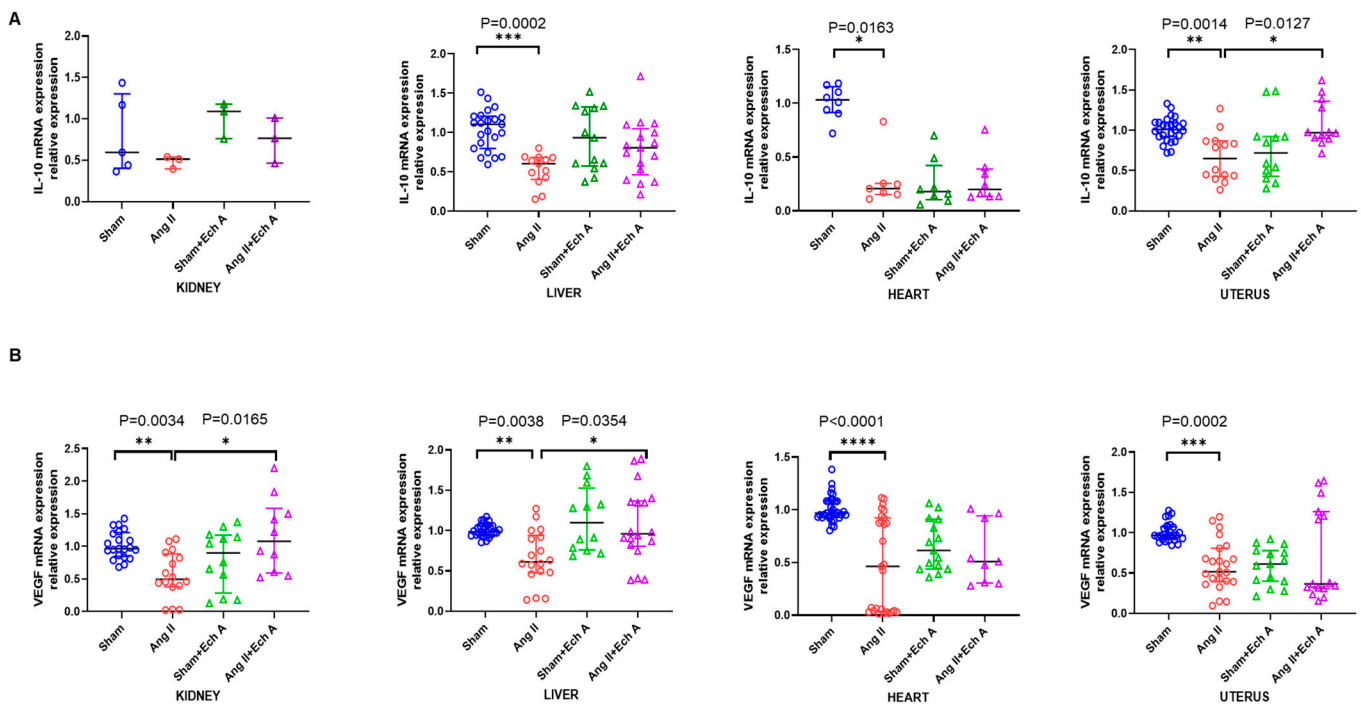 A
IL-10 mRNA expression
relative expression
2.0
1.5
1.0
0.5
0.0
Sham
Ang II
Sham+Ech A
Ang II+Ech A
KIDNEY
P=0.0002
***
IL-10 mRNA expression
relative expression
2.0
1.5
1.0
0.5
0.0
Sham
Ang II
Sham+Ech A
Ang II+Ech A
LIVER
P=0.0163
*
IL-10 mRNA expression
relative expression
1.5
1.0
0.5
0.0
Sham
Ang II
Sham+Ech A
Ang II+Ech A
HEART
P=0.0014 P=0.0127
** *
IL-10 mRNA expression
relative expression
2.0
1.5
1.0
0.5
0.0
Sham
Ang II
Sham+Ech A
Ang II+Ech A
UTERUS
B
P=0.0034 P=0.0165
** *
VEGF mRNA expression
relative expression
2.5
2.0
1.5
1.0
0.5
0.0
Sham
Ang II
Sham+Ech A
Ang II+Ech A
KIDNEY
P=0.0038 P=0.0354
** *
VEGF mRNA expression
relative expression
2.0
1.5
1.0
0.5
0.0
Sham
Ang II
Sham+Ech A
Ang II+Ech A
LIVER
P<0.0001
****
VEGF mRNA expression
relative expression
1.5
1.0
0.5
0.0
Sham
Ang II
Sham+Ech A
Ang II+Ech A
HEART
P=0.0002
***
VEGF mRNA expression
relative expression
2.0
1.5
1.0
0.5
0.0
Sham
Ang II
Sham+Ech A
Ang II+Ech A
UTERUS